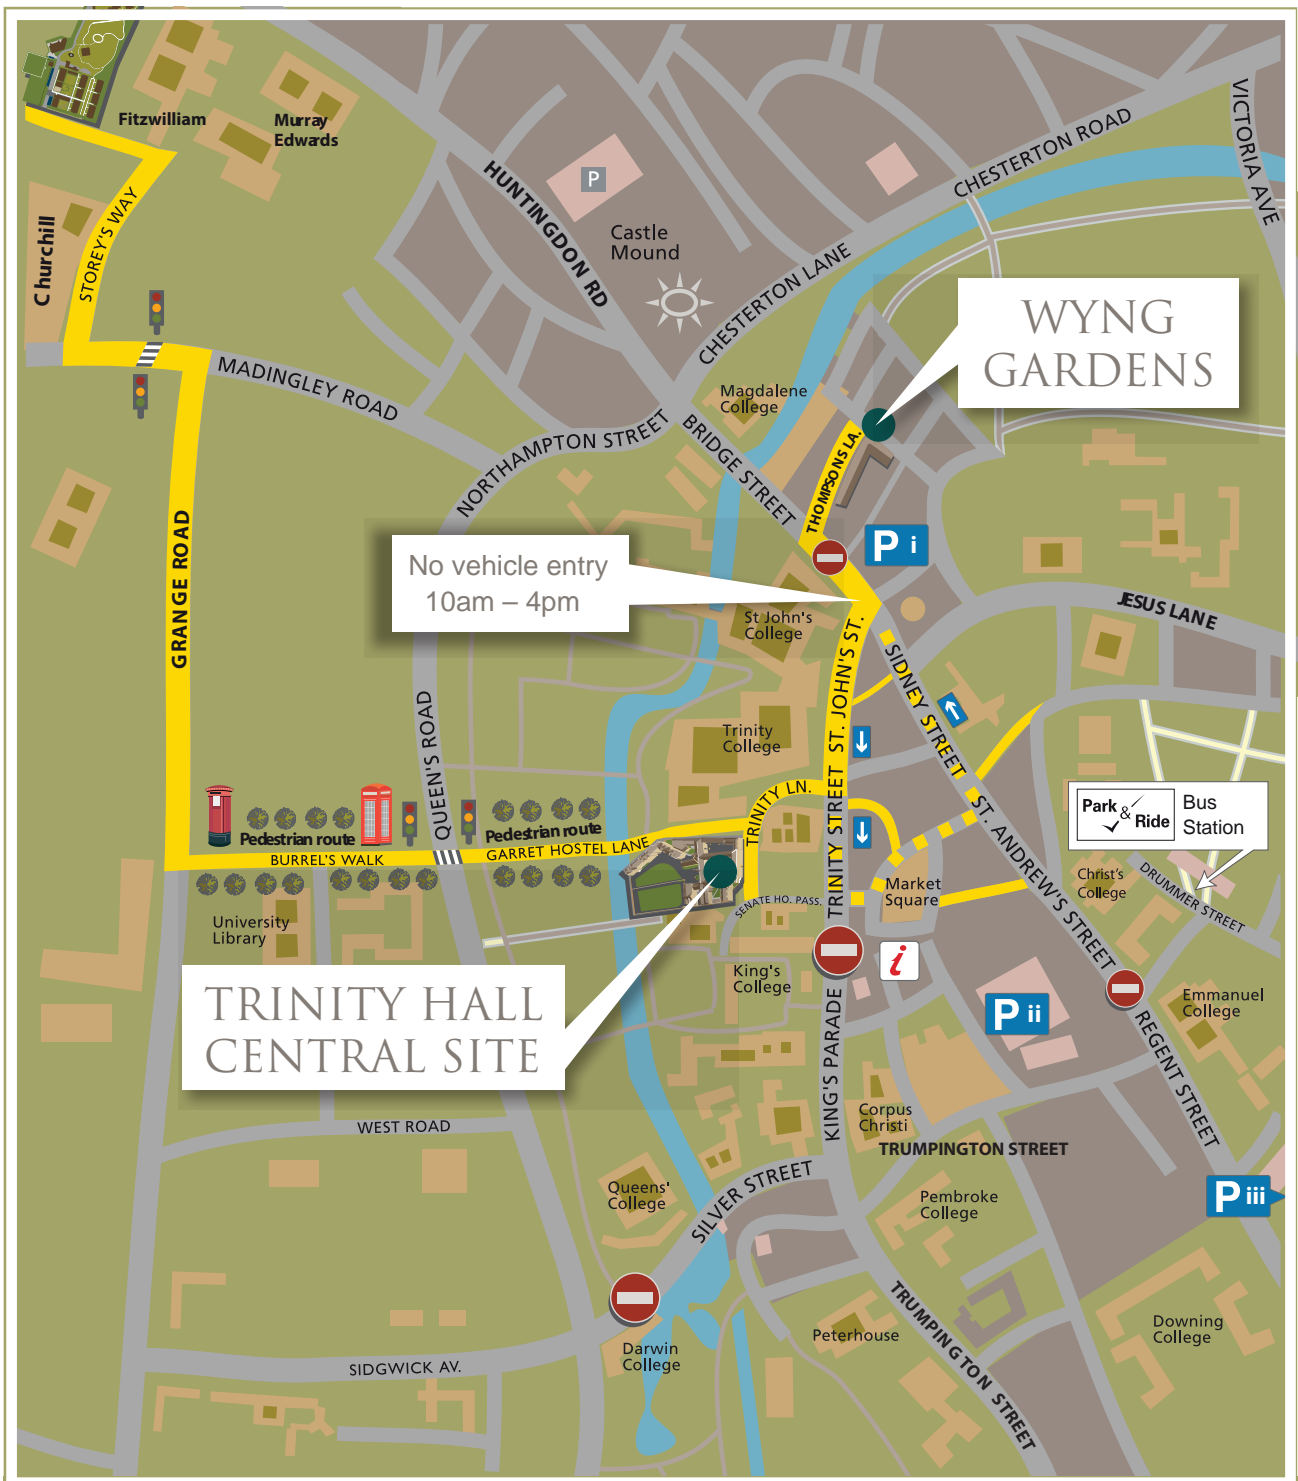 Fitzwilliam
Murray
Edwards
Churchill
STOREY'S WAY
HUNTINGDON RD
P
Castle
Mound
CHESTERTON ROAD
VICTORIA AVE
CHESTERTON LANE
WYNG
GARDENS
MADINGLEY ROAD
Magdalene
College
NORTHAMPTON STREET
BRIDGE STREET
THOMPSONS LA.
GRANGE ROAD
P i
No vehicle entry
10am – 4pm
St John's
College
JESUS LANE
ST. JOHN'S ST.
SIDNEY STREET
QUEEN'S ROAD
Trinity
College
TRINITY LN.
TRINITY STREET
ST. ANDREW'S STREET
Park
&
Ride
Bus
Station
Pedestrian route
BURREL'S WALK
Pedestrian route
GARRET HOSTEL LANE
Christ's
College
DRUMMER STREET
Market
Square
SENATE HO. PASS.
TRINITY STREET
University
Library
i
King's
College
TRINITY HALL
CENTRAL SITE
P ii
Emmanuel
College
KING'S PARADE
REGENT STREET
Corpus
Christi
WEST ROAD
TRUMPINGTON STREET
Queens'
College
SILVER STREET
Pembroke
College
P iii
TRUMPINGTON STREET
Peterhouse
Downing
College
Darwin
College
SIDGWICK AV.